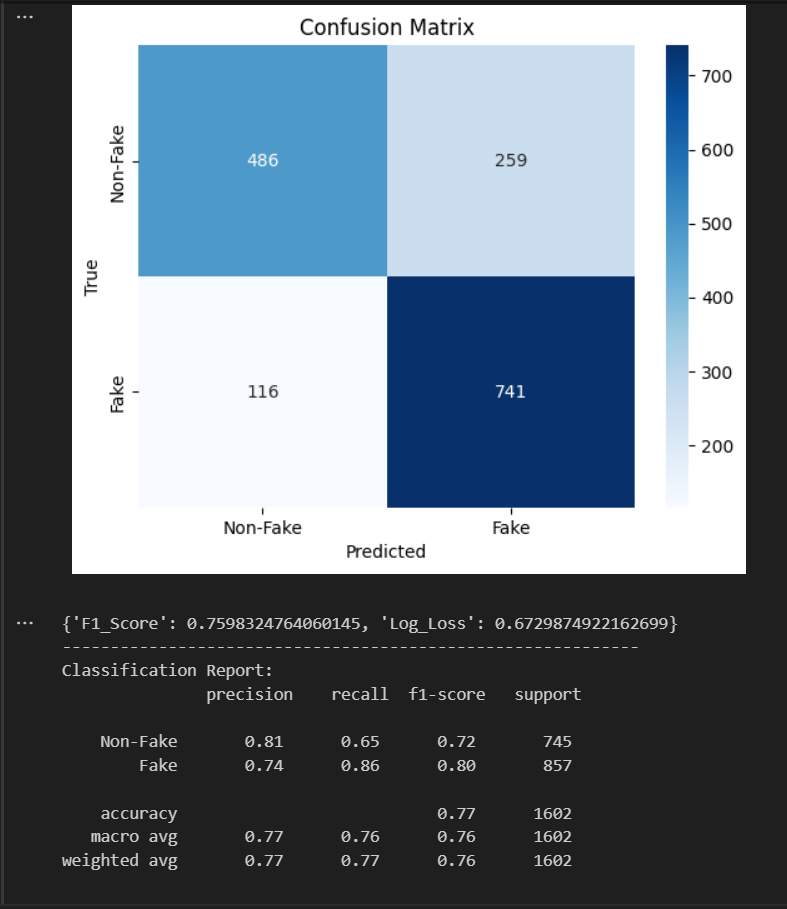 Confusion Matrix
Non-Fake
486
259
700
600
500
True
400
Fake
116
741
300
200
Non-Fake
Fake
Predicted
{'F1_Score': 0.7598324764060145, 'Log_Loss': 0.6729874922162699}
-----------------------------------------------------------
Classification Report:
precision recall f1-score support
Non-Fake 0.81 0.65 0.72 745
Fake 0.74 0.86 0.80 857
accuracy 0.77 1602
macro avg 0.77 0.76 0.76 1602
weighted avg 0.77 0.77 0.76 1602